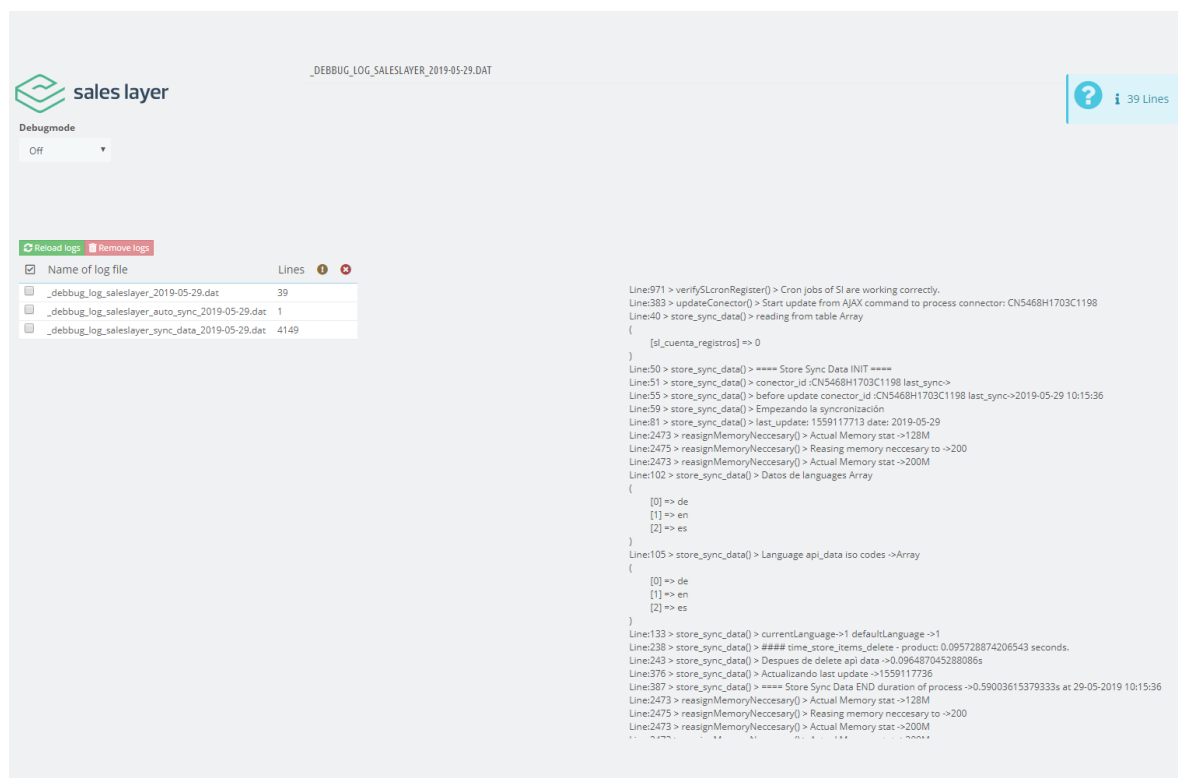 _DEBBUG_LOG_SALESLAYER_2019-05-29.DAT
sales layer
39 Lines
Debugmode
Off
Reload logs Remove logs
Name of log file Lines
_debbug_log_saleslayer_2019-05-29.dat 39
_debbug_log_saleslayer_auto_sync_2019-05-29.dat 1
_debbug_log_saleslayer_sync_data_2019-05-29.dat 4149
Line:971 > verifySLcronRegister() > Cron jobs of Sl are working correctly.
Line:383 > updateConector() > Start update from AJAX command to process connector: CN5468H1703C1198
Line:40 > store_sync_data() > reading from table Array
(
[sl_cuenta_registros] => 0
)
Line:50 > store_sync_data() > ==== Store Sync Data INIT ====
Line:51 > store_sync_data() > conector_id :CN5468H1703C1198 last_sync->
Line:55 > store_sync_data() > before update conector_id :CN5468H1703C1198 last_sync->2019-05-29 10:15:36
Line:59 > store_sync_data() > Empezando la syncronización
Line:81 > store_sync_data() > last_update: 1559117713 date: 2019-05-29
Line:2473 > reasignMemoryNeccesary() > Actual Memory stat ->128M
Line:2475 > reasignMemoryNeccesary() > Reasing memory neccesary to ->200
Line:2473 > reasignMemoryNeccesary() > Actual Memory stat ->200M
Line:102 > store_sync_data() > Datos de languages Array
(
[0] => de
[1] => en
[2] => es
)
Line:105 > store_sync_data() > Language api_data iso codes ->Array
(
[0] => de
[1] => en
[2] => es
)
Line:133 > store_sync_data() > currentLanguage->1 defaultLanguage ->1
Line:238 > store_sync_data() > #### time_store_items_delete - product: 0.095728874206543 seconds.
Line:243 > store_sync_data() > Despues de delete api data ->0.096487045288086s
Line:376 > store_sync_data() > Actualizando last update ->1559117736
Line:387 > store_sync_data() > ==== Store Sync Data END duration of process ->0.59003615379333s at 29-05-2019 10:15:36
Line:2473 > reasignMemoryNeccesary() > Actual Memory stat ->128M
Line:2475 > reasignMemoryNeccesary() > Reasing memory neccesary to ->200
Line:2473 > reasignMemoryNeccesary() > Actual Memory stat ->200M